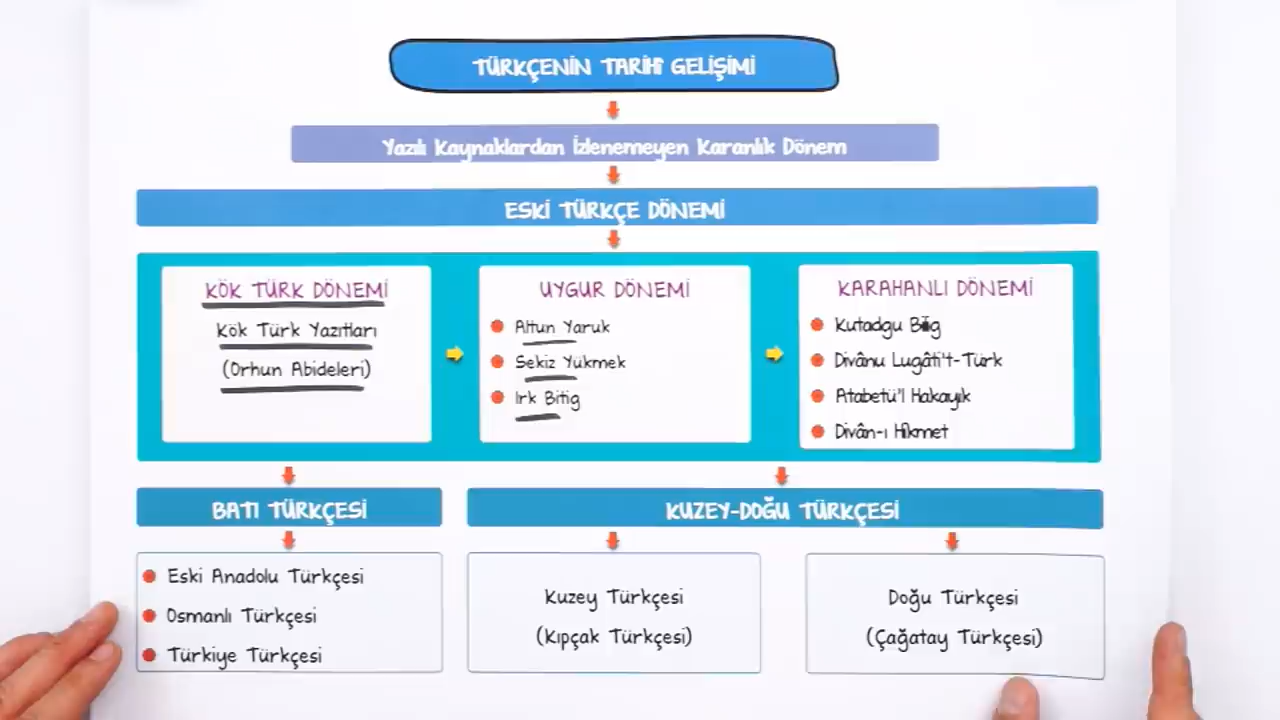 TÜRKÇENİN TARİHİ GELİŞİMİ
Yazılı Kaynaklardan İzlenemeyen Karanlık Dönem
ESKİ TÜRKÇE DÖNEMİ
KÖK TÜRK DÖNEMİ
Kök Türk Yazıtları
(Orhun Abideleri)
UYGUR DÖNEMİ
Altun Yaruk
Sekiz Yükmek
Irk Bitig
KARAHANLI DÖNEMİ
Kutadgu Bilig
Divânu Lugâti't-Türk
Atabetü'l Hakayık
Divân-ı Hikmet
BATI TÜRKÇESİ
Eski Anadolu Türkçesi
Osmanlı Türkçesi
Türkiye Türkçesi
KUZEY-DOĞU TÜRKÇESİ
Kuzey Türkçesi
(Kıpçak Türkçesi)
Doğu Türkçesi
(Çağatay Türkçesi)